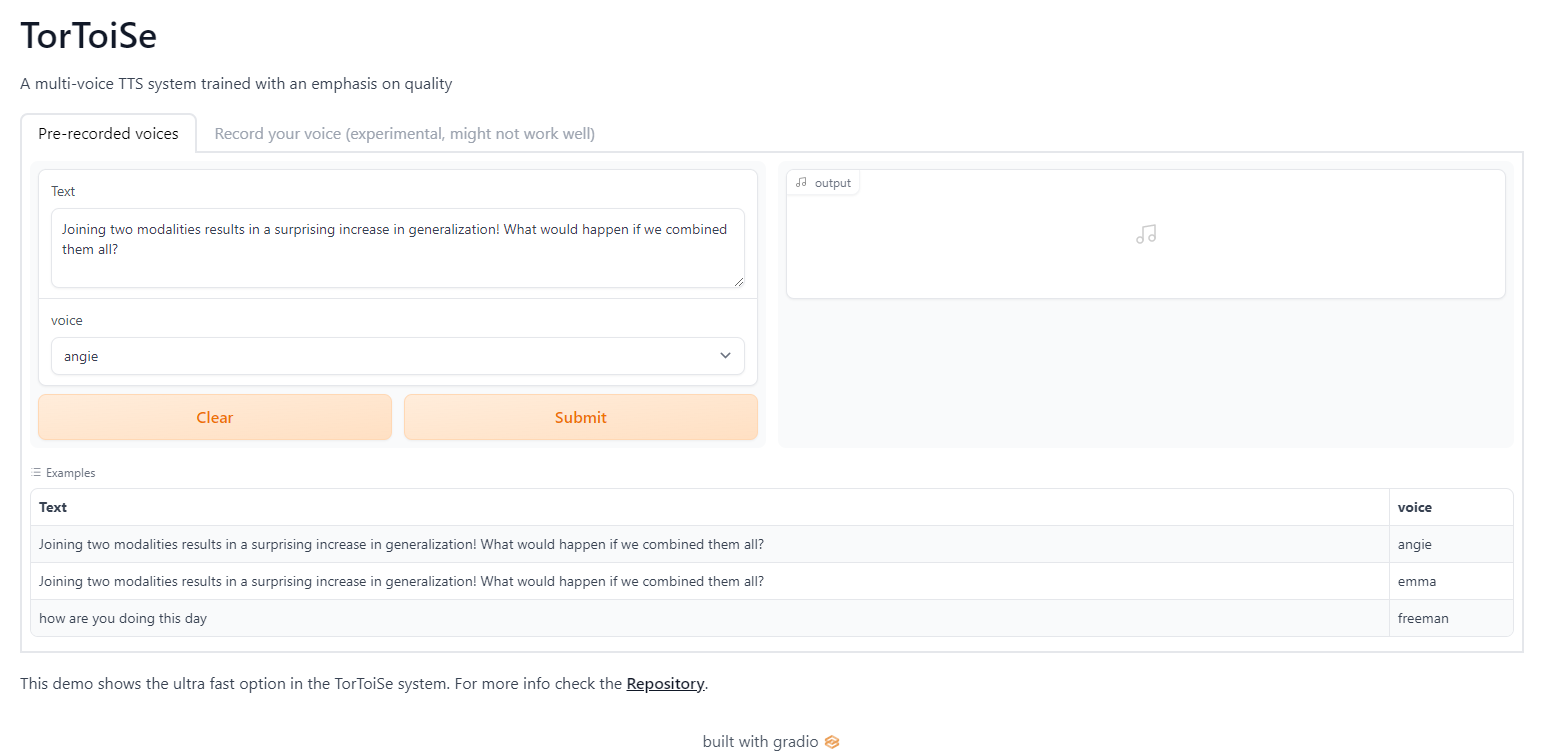 TorToiSe
A multi-voice TTS system trained with an emphasis on quality
Pre-recorded voices
Record your voice (experimental, might not work well)
Text
Joining two modalities results in a surprising increase in generalization! What would happen if we combined
them all?
voice
angie
Clear
Submit
output
Examples
Text
voice
Joining two modalities results in a surprising increase in generalization! What would happen if we combined them all?
angie
Joining two modalities results in a surprising increase in generalization! What would happen if we combined them all?
emma
how are you doing this day
freeman
This demo shows the ultra fast option in the TorToiSe system. For more info check the Repository.
built with gradio